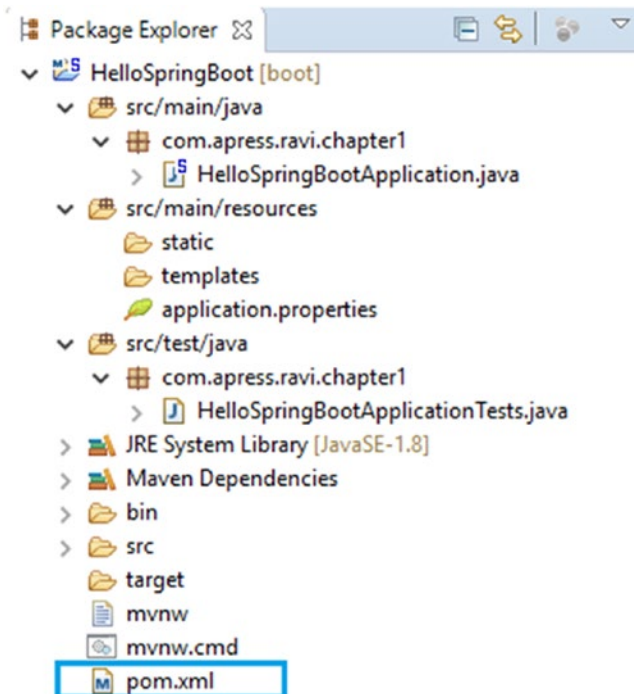 Package Explorer
HelloSpringBoot [boot]
src/main/java
com.apress.ravi.chapter1
HelloSpringBootApplication.java
src/main/resources
static
templates
application.properties
src/test/java
com.apress.ravi.chapter1
HelloSpringBootApplicationTests.java
JRE System Library [JavaSE-1.8]
Maven Dependencies
bin
src
target
mvnw
mvnw.cmd
pom.xml